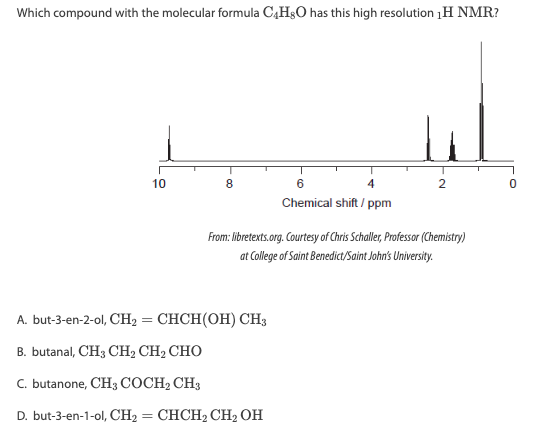 Which compound with the molecular formula C₄H₈O has this high resolution ₁H NMR?
10 8 6 4 2 0
Chemical shift / ppm
From: libretexts.org. Courtesy of Chris Schaller, Professor (Chemistry)
at College of Saint Benedict/Saint John's University.
A. but-3-en-2-ol, CH₂ = CHCH(OH) CH₃
B. butanal, CH₃ CH₂ CH₂ CHO
C. butanone, CH₃ COCH₂ CH₃
D. but-3-en-1-ol, CH₂ = CHCH₂ CH₂ OH